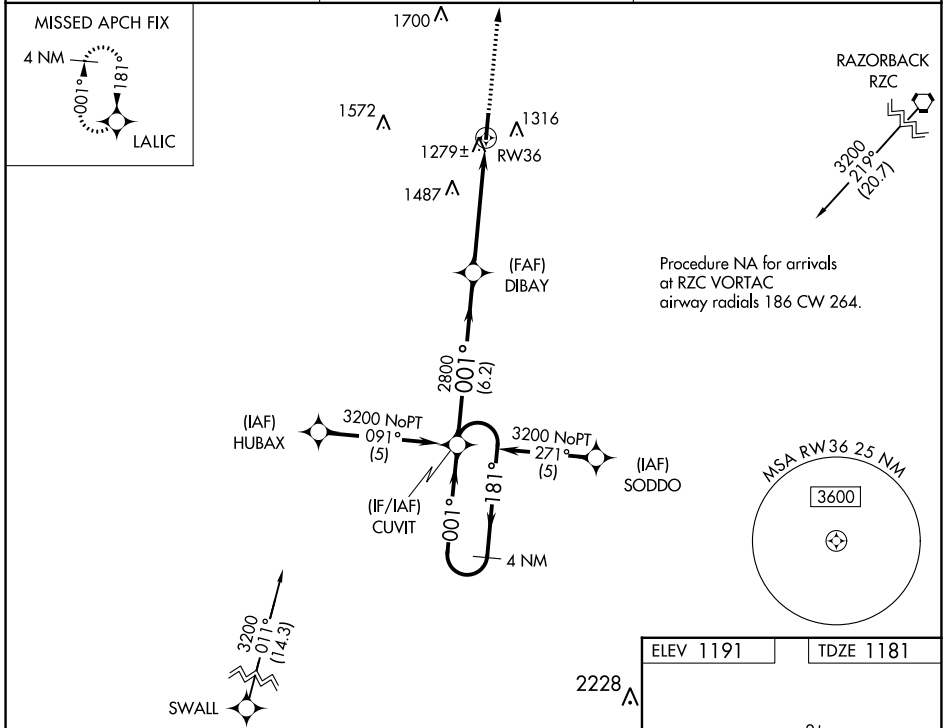 MISSED APCH FIX
4 NM
001°
181°
LALIC
1700
1572
1316
1279±
RW36
1487
RAZORBACK
RZC
3200
219°
(20.7)
(FAF)
DIBAY
Procedure NA for arrivals
at RZC VORTAC
airway radials 186 CW 264.
2800
001°
(6.2)
(IAF)
HUBAX
3200 NoPT
091°
(5)
3200 NoPT
271°
(5)
(IAF)
SODDO
(IF/IAF)
CUVIT
001°
181°
4 NM
MSA RW36 25 NM
3600
3200
011°
(14.3)
SWALL
2228
ELEV 1191
TDZE 1181